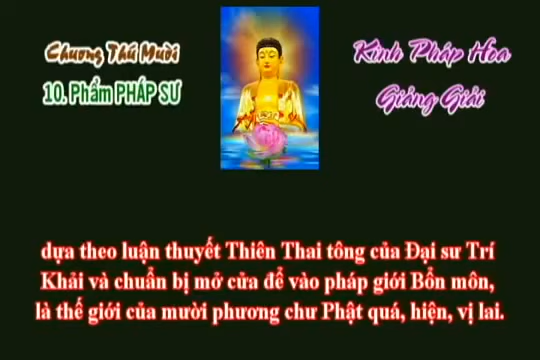 Chương Thứ Mười
10. Phẩm PHÁP SƯ
Kinh Pháp Hoa
Giảng Giải
dựa theo luận thuyết Thiên Thai tông của Đại sư Trí
Khải và chuẩn bị mở cửa để vào pháp giới Bổn môn,
là thế giới của mười phương chư Phật quá, hiện, vị lai.